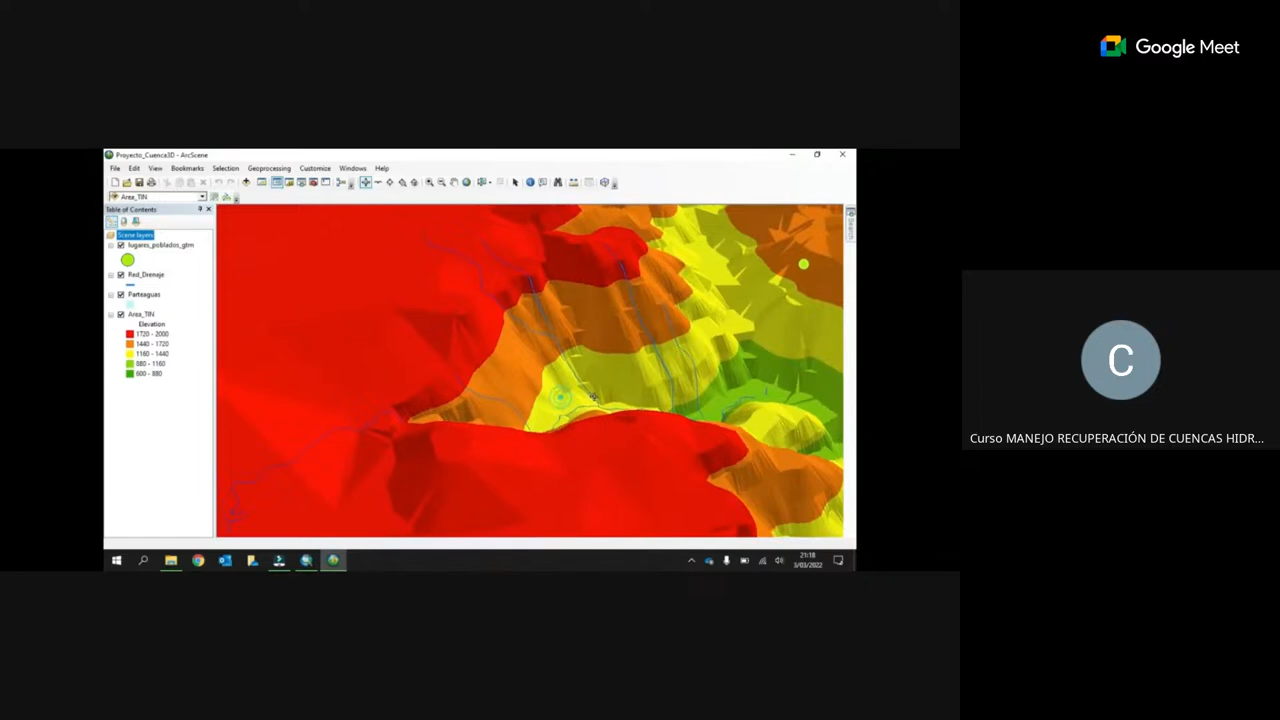 Google Meet
Proyecto_Cuenca3D - ArcScene
File Edit View Bookmarks Selection Geoprocessing Customize Windows Help
Area_TIN
Table of Contents
Search
Scene layers
lugares_poblados_gtm
Red_Dreneje
Parteaguas
Area_TIN
Elevation
1720 - 2000
1440 - 1720
1160 - 1440
880 - 1160
600 - 880
Curso MANEJO RECUPERACIÓN DE CUENCAS HIDR...
21:18
3/03/2022
C